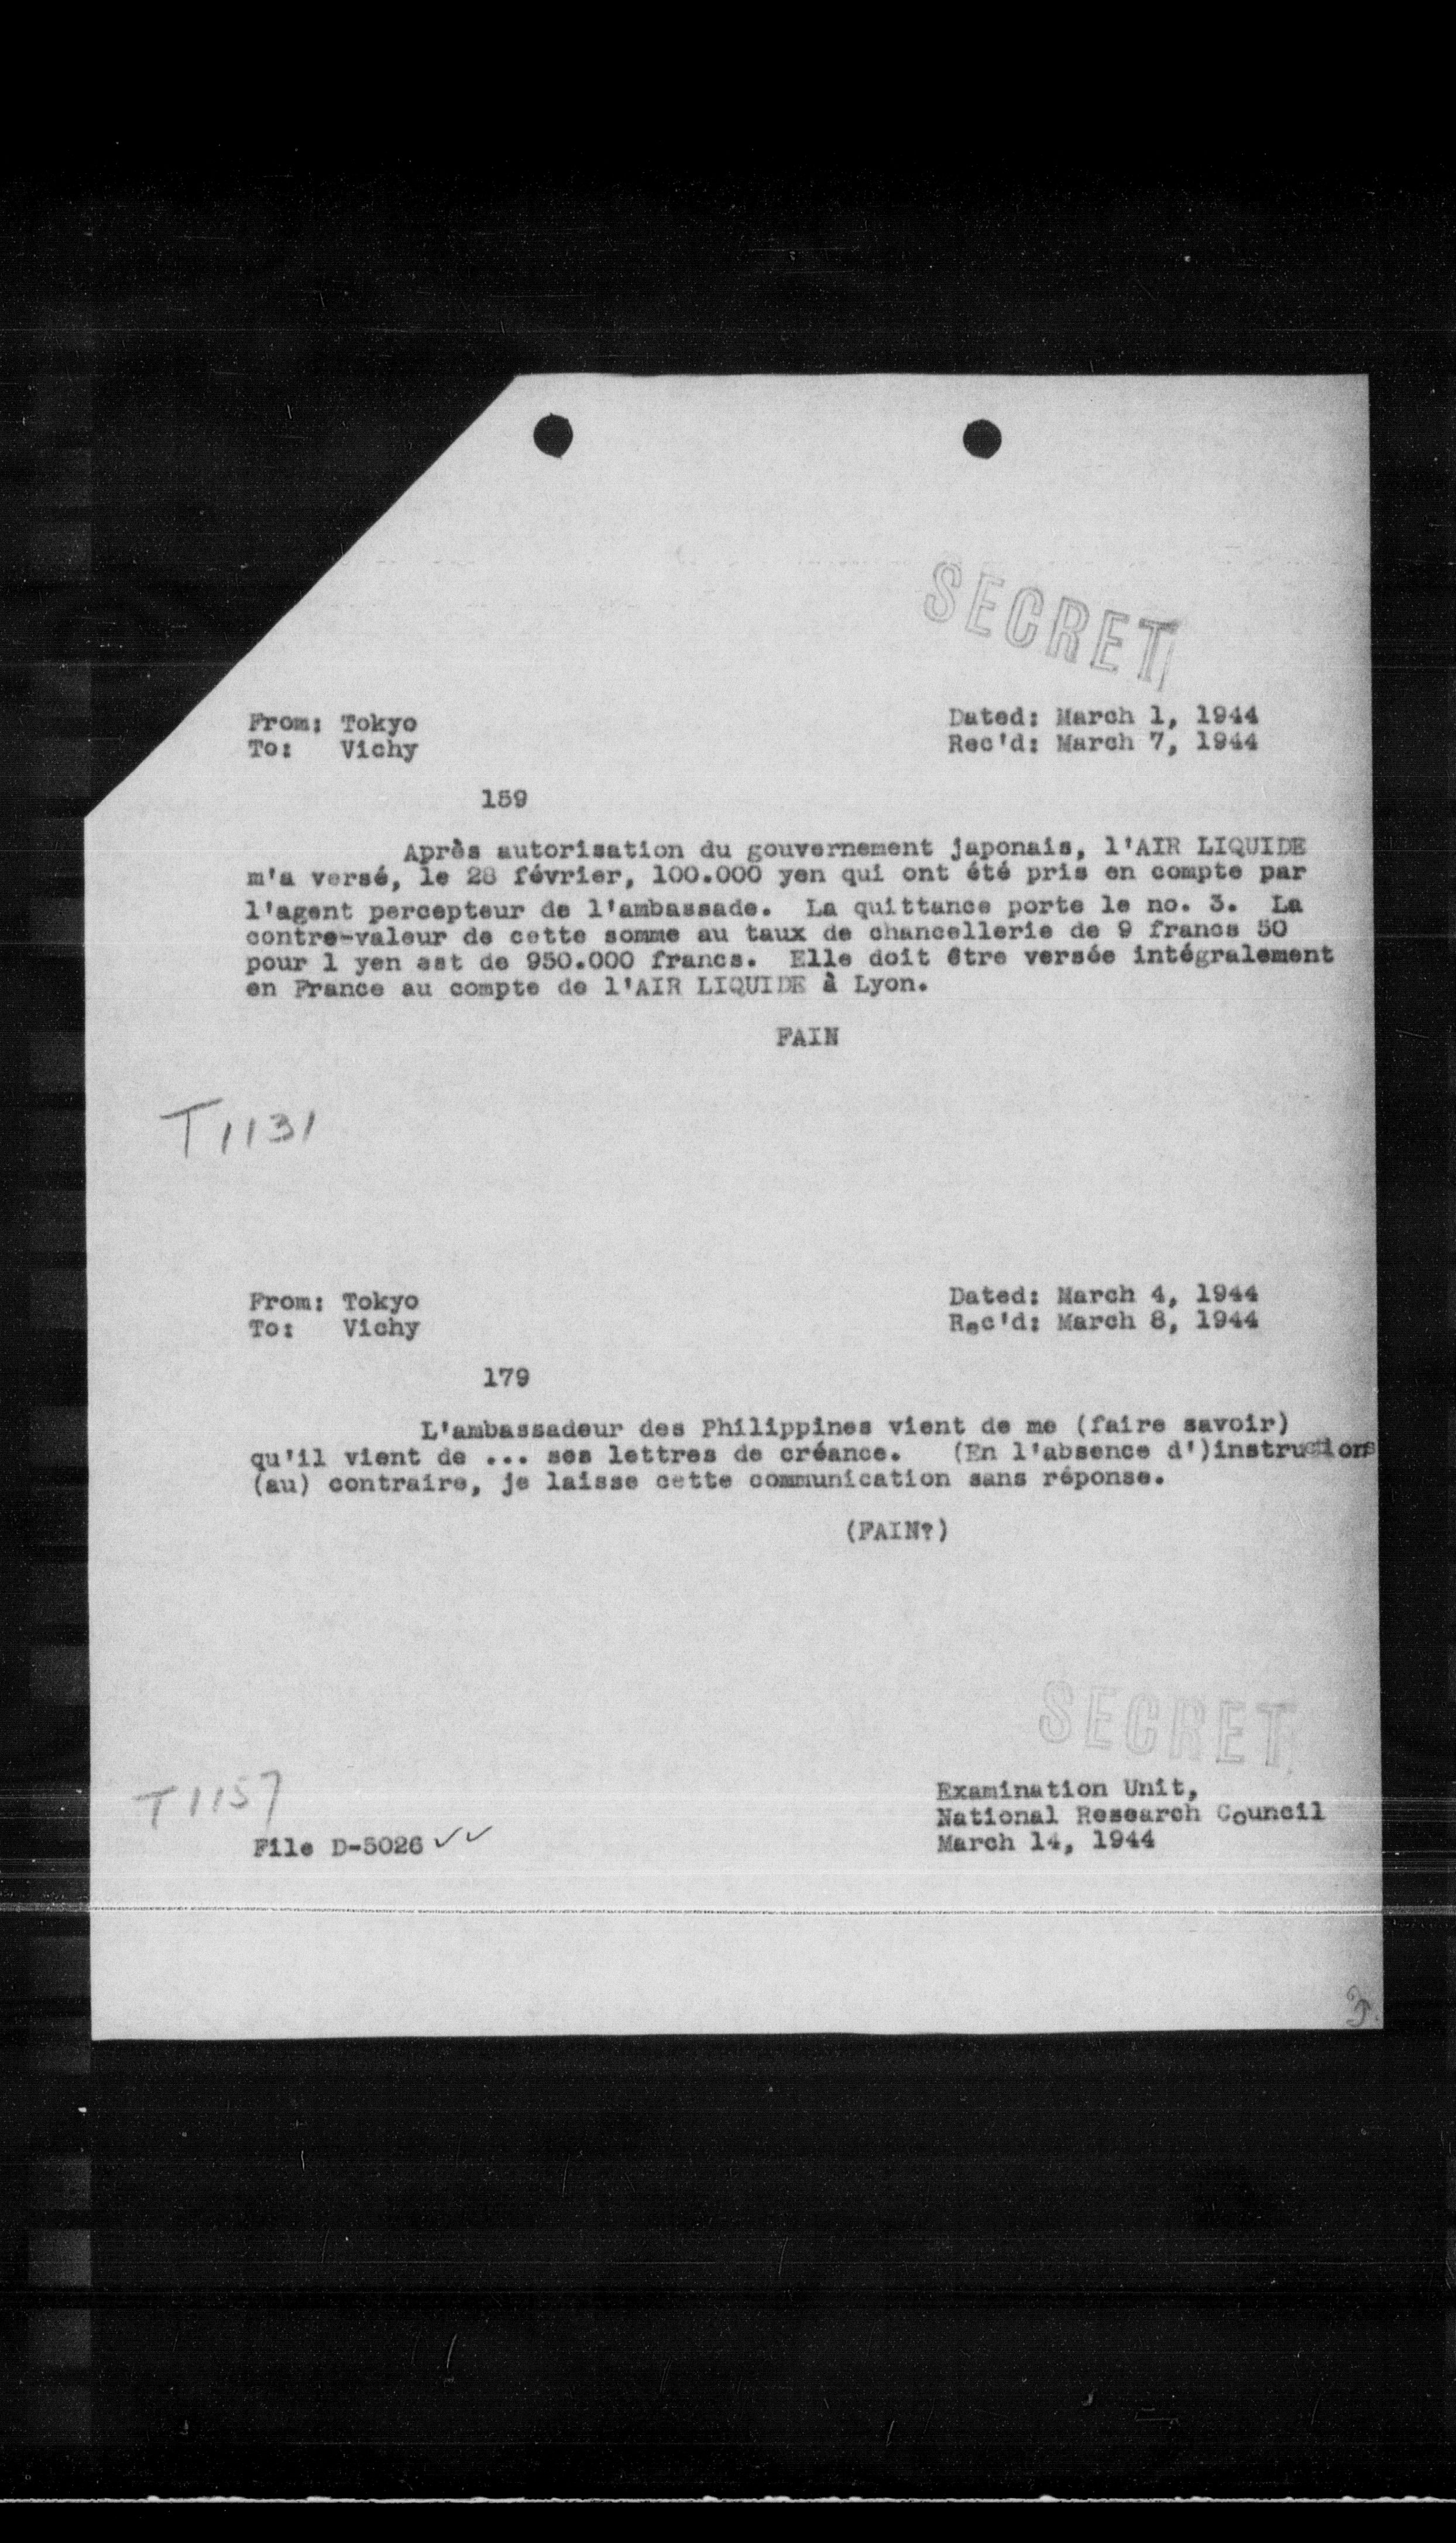 SECRET
From: Tokyo
To: Vichy
Dated: March 1, 1944
Rec'd: March 7, 1944
159
Après autorisation du gouvernement japonais, l'AIR LIQUIDE
m'a versé, le 28 février, 100.000 yen qui ont été pris en compte par
l'agent percepteur de l'ambassade. La quittance porte le no. 3. La
contre-valeur de cette somme au taux de chancellerie de 9 francs 50
pour 1 yen est de 950.000 francs. Elle doit être versée intégralement
en France au compte de l'AIR LIQUIDE à Lyon.
FAIN
T1131
From: Tokyo
To: Vichy
Dated: March 4, 1944
Rec'd: March 8, 1944
179
L'ambassadeur des Philippines vient de me (faire savoir)
qu'il vient de ... ses lettres de créance. (En l'absence d')instructions
(au) contraire, je laisse cette communication sans réponse.
(FAIN?)
SECRET
T1157
File D-5026
Examination Unit,
National Research Council
March 14, 1944